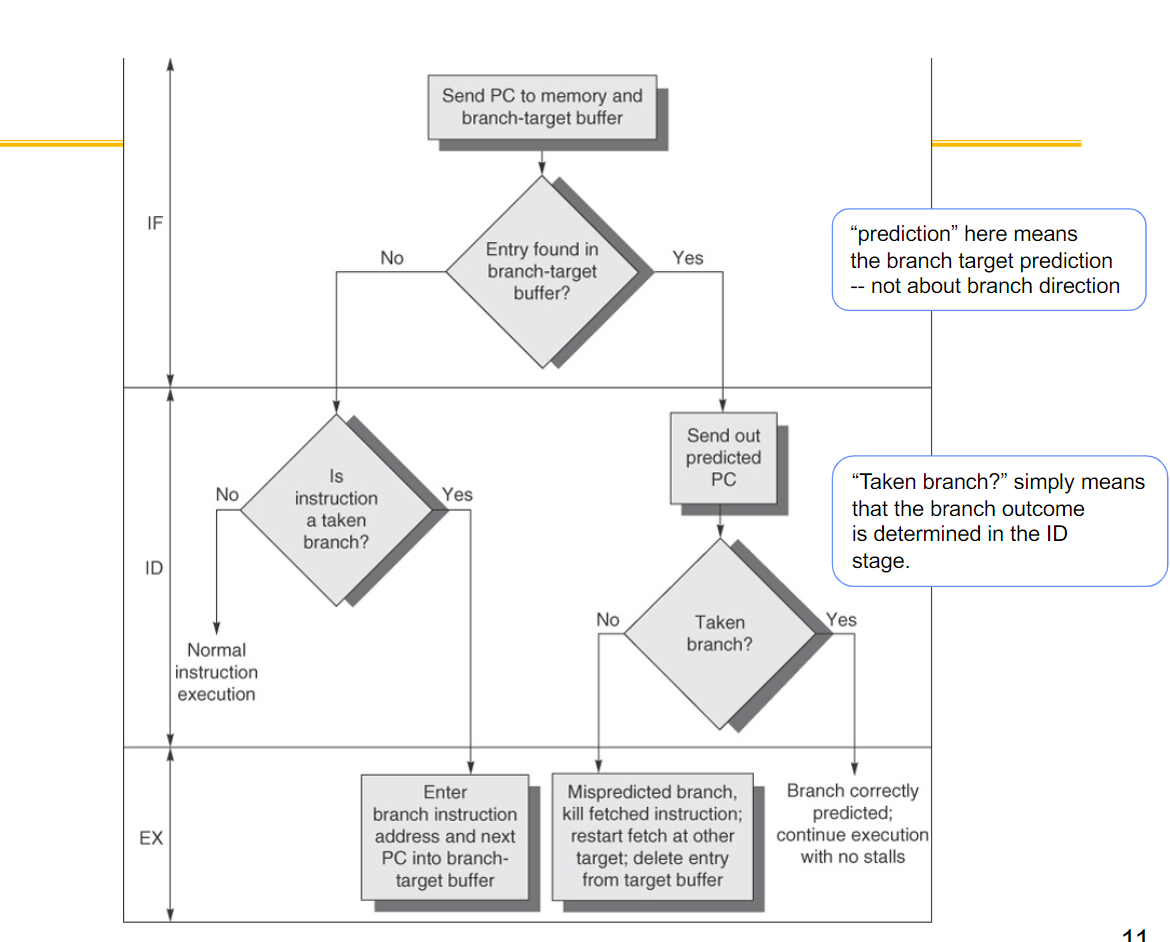 Send PC to memory and
branch-target buffer
IF
Entry found in
branch-target
buffer?
No
Yes
“prediction” here means
the branch target prediction
-- not about branch direction
ID
Is
instruction
a taken
branch?
No
Yes
Normal
instruction
execution
Send out
predicted
PC
“Taken branch?” simply means
that the branch outcome
is determined in the ID
stage.
Taken
branch?
No
Yes
EX
Enter
branch instruction
address and next
PC into branch-
target buffer
Mispredicted branch,
kill fetched instruction;
restart fetch at other
target; delete entry
from target buffer
Branch correctly
predicted;
continue execution
with no stalls
11